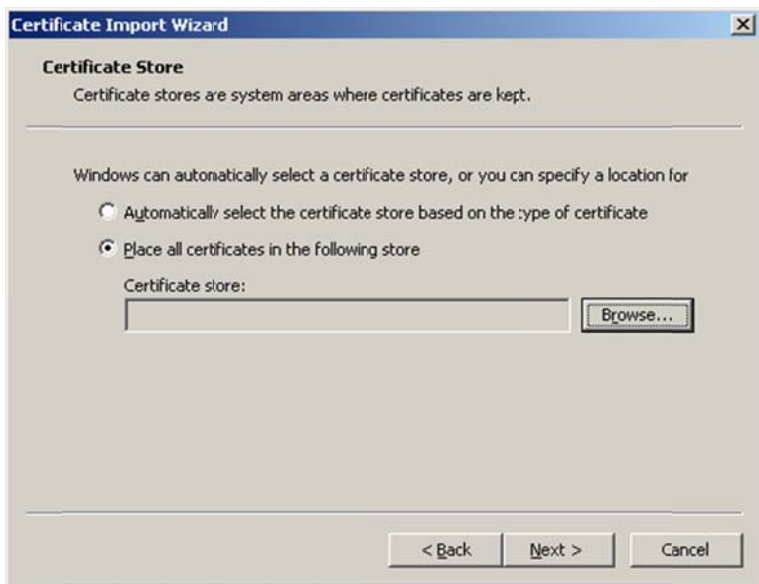 Certificate Import Wizard
Certificate Store
Certificate stores are system areas where certificates are kept.
Windows can automatically select a certificate store, or you can specify a location for
Automatically select the certificate store based on the type of certificate
Place all certificates in the following store
Certificate store:
Browse...
< Back
Next >
Cancel